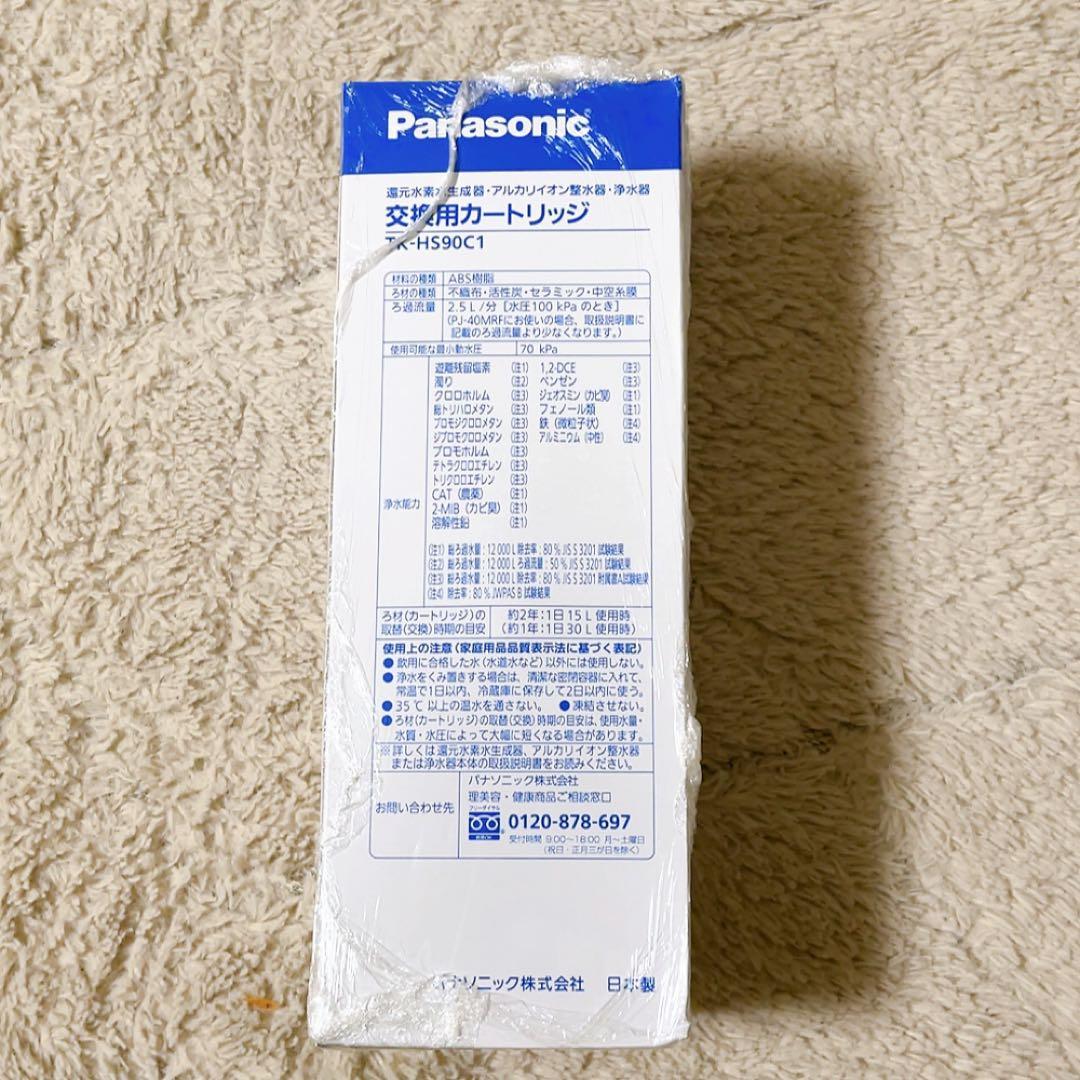 Panasonic
還元水素水生成器・アルカリイオン整水器・浄水器
交換用カートリッジ
TK-HS90C1
材料の種類 ABS樹脂
ろ材の種類 不織布・活性炭・セラミック・中空糸膜
ろ過流量 2.5 L/分 [水圧100 kPa のとき]
(PJ-40MRFにお使いの場合、取扱説明書に
記載のろ過流量より少なくなります。)
使用可能な最小動水圧 70 kPa
浄水能力
遊離残留塩素 (注1) 1,2-DCE (注3)
濁り (注2) ベンゼン (注3)
クロロホルム (注3) ジェオスミン (カビ臭) (注1)
総トリハロメタン (注3) フェノール類 (注1)
ブロモジクロロメタン (注3) 鉄 (微粒子状) (注4)
ジブロモクロロメタン (注3) アルミニウム (中性) (注4)
ブロモホルム (注3)
テトラクロロエチレン (注3)
トリクロロエチレン (注3)
CAT (農薬) (注1)
2-MIB (カビ臭) (注1)
溶解性鉛 (注1)
(注1) 総ろ過水量:12 000 L 除去率:80 % JIS S 3201 試験結果
(注2) 総ろ過水量:12 000 L ろ過流量:50 % JIS S 3201 試験結果
(注3) 総ろ過水量:12 000 L 除去率:80 % JIS S 3201 附属書A試験結果
(注4) 除去率:80 % JWPAS B 試験結果
ろ材(カートリッジ)の 約2年:1日 15 L 使用時
取替(交換)時期の目安 (約1年:1日 30 L 使用時)
使用上の注意(家庭用品品質表示法に基づく表記)
● 飲用に合格した水(水道水など)以外には使用しない。
● 浄水をくみ置きする場合は、清潔な密閉容器に入れて、
常温で1日以内、冷蔵庫に保存して2日以内に使う。
● 35℃ 以上の温水を通さない。 ● 凍結させない。
● ろ材(カートリッジ)の取替(交換)時期の目安は、使用水量・
水質・水圧によって大幅に短くなる場合があります。
※詳しくは還元水素水生成器、アルカリイオン整水器
または浄水器本体の取扱説明書をお読みください。
お問い合わせ先
パナソニック株式会社
理美容・健康商品ご相談窓口
フリーダイヤル
0120-878-697
受付時間 9:00～18:00 月～土曜日
(祝日・正月三が日を除く)
パナソニック株式会社 日本製